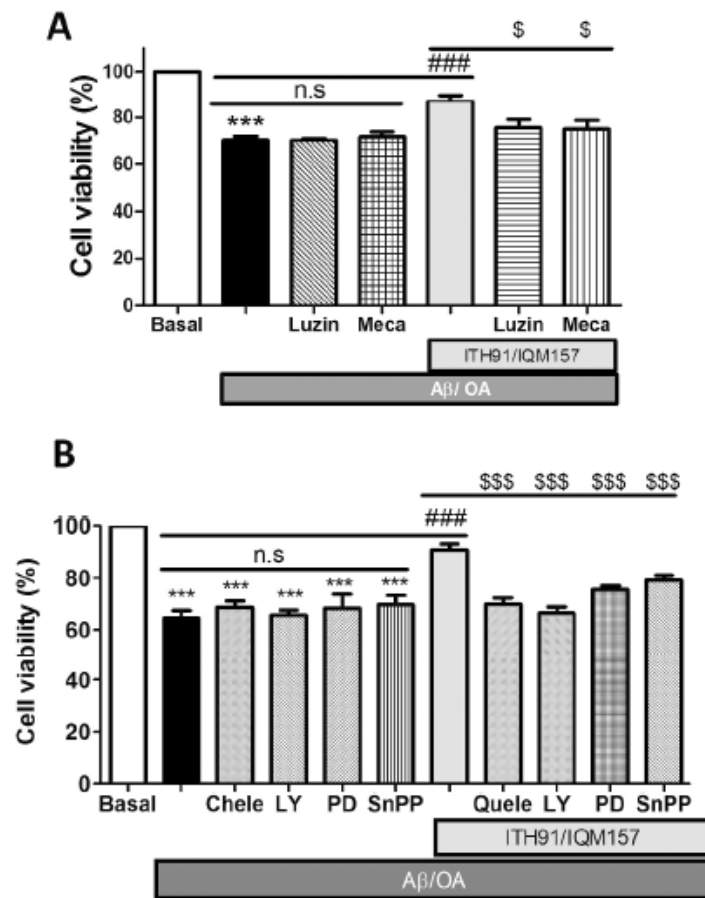 A
$ $
###
n.s
***
Cell viability (%)
100
80
60
40
20
0
Basal Luzin Meca Luzin Meca
ITH91/IQM157
Aβ/ OA
B
$$$ $$$ $$$ $$$
###
n.s
*** *** *** *** ***
Cell viability (%)
100
80
60
40
20
0
Basal Chele LY PD SnPP Quele LY PD SnPP
ITH91/IQM157
Aβ/OA